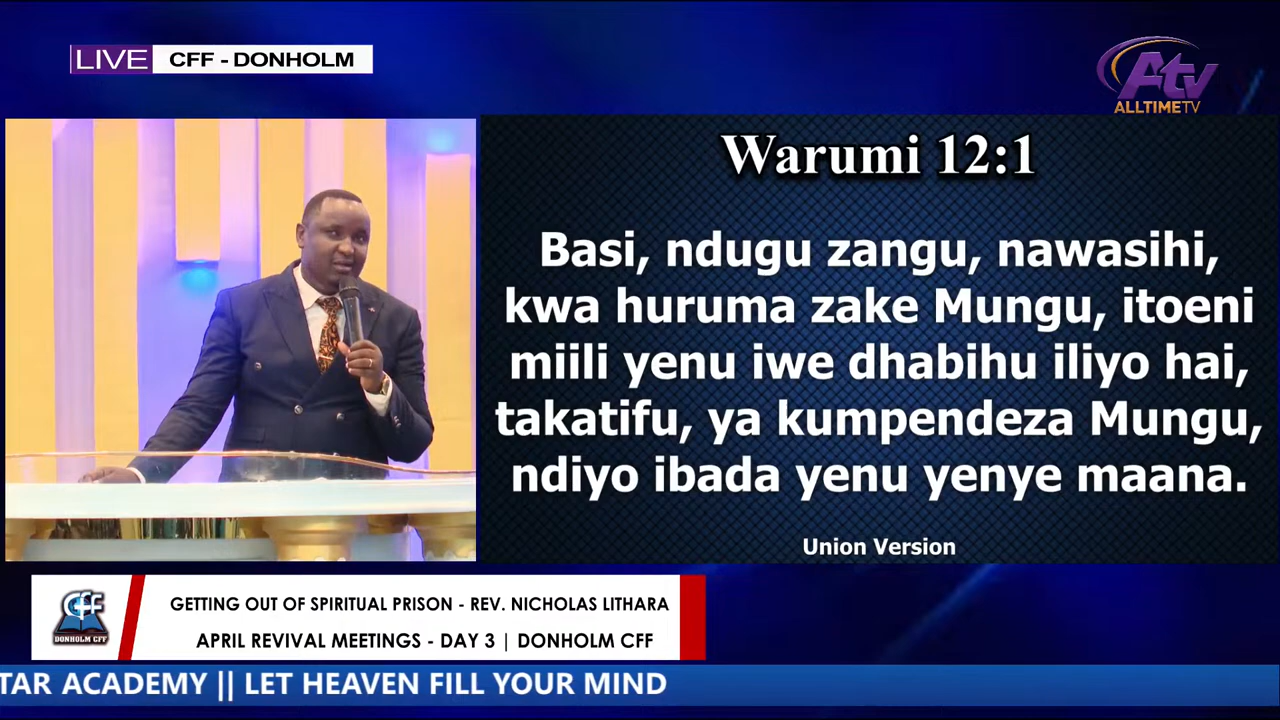 LIVE CFF - DONHOLM
Atv
ALLTIMETV
Warumi 12:1
Basi, ndugu zangu, nawasihi,
kwa huruma zake Mungu, itoeni
miili yenu iwe dhabihu iliyo hai,
takatifu, ya kumpendeza Mungu,
ndiyo ibada yenu yenye maana.
Union Version
CFF
DONHOLM CFF
GETTING OUT OF SPIRITUAL PRISON - REV. NICHOLAS LITHARA
APRIL REVIVAL MEETINGS - DAY 3 | DONHOLM CFF
TAR ACADEMY || LET HEAVEN FILL YOUR MIND